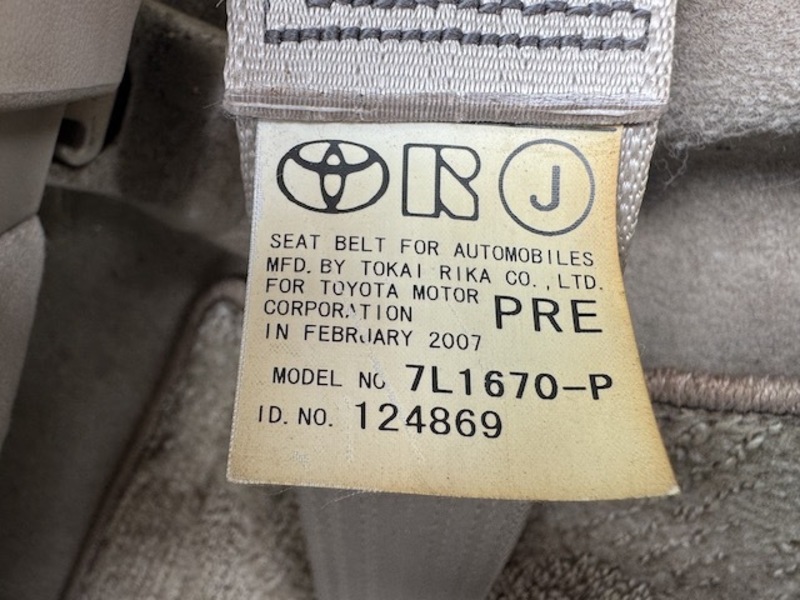 R J
SEAT BELT FOR AUTOMOBILES
MFD. BY TOKAI RIKA CO., LTD.
FOR TOYOTA MOTOR
CORPORATION
PRE
IN FEBRUARY 2007
MODEL NO 7L1670-P
ID. NO. 124869